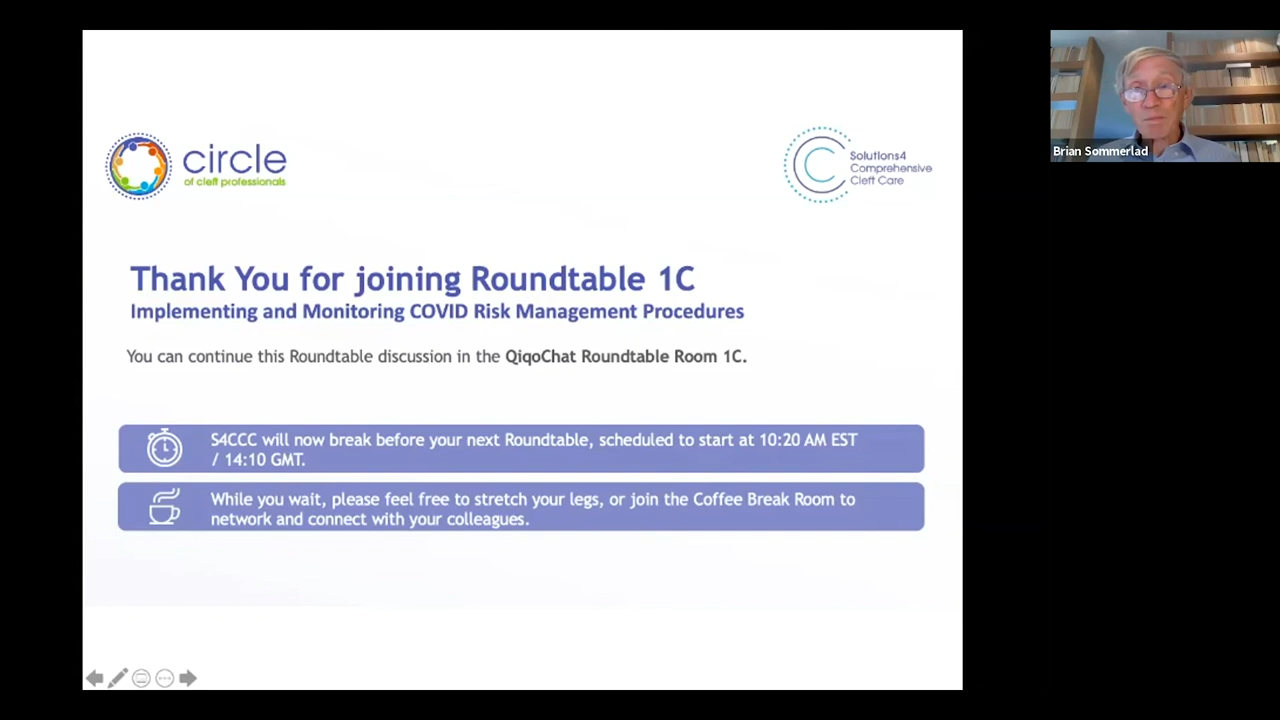 circle
of cleft professionals
Solutions4
Comprehensive
Cleft Care
Brian Sommerlad
Thank You for joining Roundtable 1C
Implementing and Monitoring COVID Risk Management Procedures
You can continue this Roundtable discussion in the QiqoChat Roundtable Room 1C.
S4CCC will now break before your next Roundtable, scheduled to start at 10:20 AM EST
/ 14:10 GMT.
While you wait, please feel free to stretch your legs, or join the Coffee Break Room to
network and connect with your colleagues.